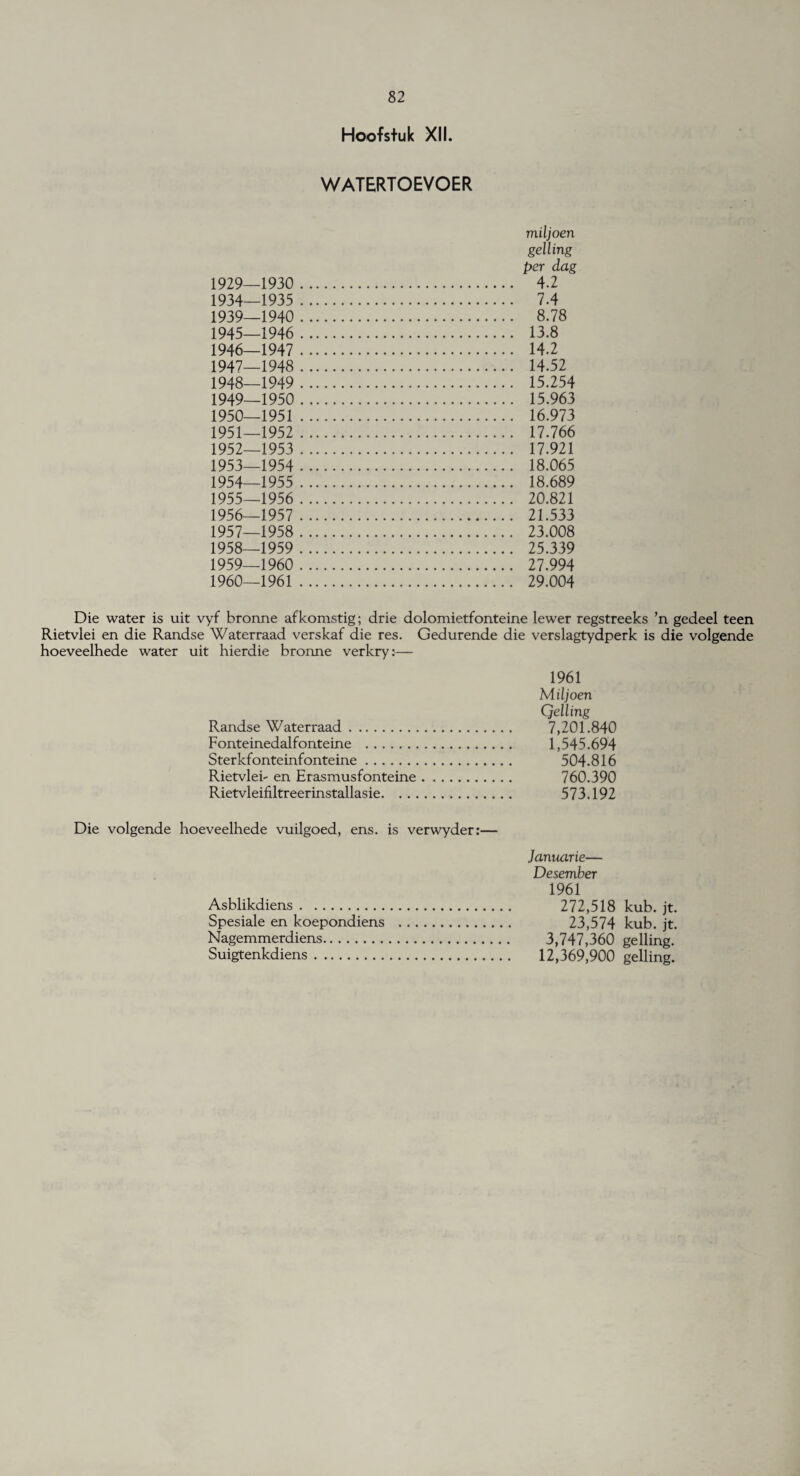 82
Hoofstuk XII.
WATERTOEVOER
miljoen
gelling
per dag
1929—1930 . . . . . . . . . . 4.2
1934—1935 . . . . . . . . . . 7.4
1939—1940 . . . . . . . . . . 8.78
1945—1946 . . . . . . . . . . 13.8
1946—1947 . . . . . . . . . . 14.2
1947—1948 . . . . . . . . . . 14.52
1948—1949 . . . . . . . . . . 15.254
1949—1950 . . . . . . . . . . 15.963
1950—1951 . . . . . . . . . . 16.973
1951—1952 . . . . . . . . . . 17.766
1952—1953 . . . . . . . . . . 17.921
1953—1954 . . . . . . . . . . 18.065
1954—1955 . . . . . . . . . . 18.689
1955—1956 . . . . . . . . . . 20.821
1956—1957 . . . . . . . . . . 21.533
1957—1958 . . . . . . . . . . 23.008
1958—1959 . . . . . . . . . . 25.339
1959—1960 . . . . . . . . . . 27.994
1960—1961 . . . . . . . . . . 29.004
Die water is uit vyf bronne afkomstig; drie dolomietfonteine lewer regstreeks ’n gedeel teen
Rietvlei en die Randse Waterraad verskaf die res. Gedurende die verslagtydperk is die volgende
hoeveelhede water uit hierdie bronne verkry:—
1961
Miljoen
Gelling
Randse Waterraad . . . . . . . . . . 7,201.840
Fonteinedalfonteine . . . . . . . . . . 1,545.694
Sterkfonteinfonteine . . . . . . . . . . 504.816
Rietvlei- en Erasmusfonteine . . . . . . . . . . 760.390
Rietvleifiltreerinstallasie. . . . . . . . . . . 573.192
Die volgende hoeveelhede vuilgoed, ens. is verwyder:—
Januarie—
Desember
1961
Asblikdiens . . . . . . . . . . 272,518 kub. jt.
Spesiale en koepondiens . . . . . . . . . . 23,574 kub. jt.
Nagemmerdiens. . . . . . . . . . 3,747,360 gelling.
Suigtenkdiens . . . . . . . . . . 12,369,900 gelling.